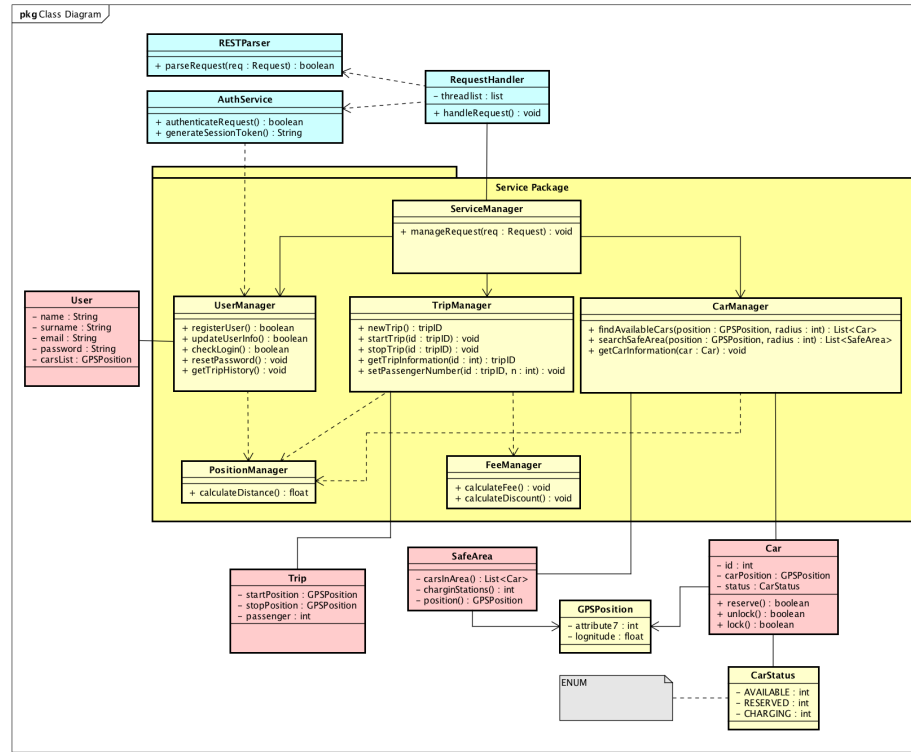 pkg Class Diagram
RESTParser
+ parseRequest(req : Request) : boolean
RequestHandler
- threadlist : list
+ handleRequest() : void
AuthService
+ authenticateRequest() : boolean
+ generateSessionToken() : String
Service Package
ServiceManager
+ manageRequest(req : Request) : void
User
- name : String
- surname : String
- email : String
- password : String
- carsList : GPSPosition
UserManager
+ registerUser() : boolean
+ updateUserInfo() : boolean
+ checkLogin() : boolean
+ resetPassword() : void
+ getTripHistory() : void
TripManager
+ newTrip() : tripID
+ startTrip(id : tripID) : void
+ stopTrip(id : tripID) : void
+ getTripInformation(id : int) : tripID
+ setPassengerNumber(id : tripID, n : int) : void
CarManager
+ findAvailableCars(position : GPSPosition, radius : int) : List<Car>
+ searchSafeArea(position : GPSPosition, radius : int) : List<SafeArea>
+ getCarInformation(car : Car) : void
PositionManager
+ calculateDistance() : float
FeeManager
+ calculateFee() : void
+ calculateDiscount() : void
Trip
- startPosition : GPSPosition
- stopPosition : GPSPosition
- passenger : int
SafeArea
- carsInArea() : List<Car>
- charginStations() : int
- position() : GPSPosition
Car
- id : int
- carPosition : GPSPosition
- status : CarStatus
+ reserve() : boolean
+ unlock() : boolean
+ lock() : boolean
GPSPosition
- attribute7 : int
- lognitude : float
ENUM
CarStatus
- AVAILABLE : int
- RESERVED : int
- CHARGING : int